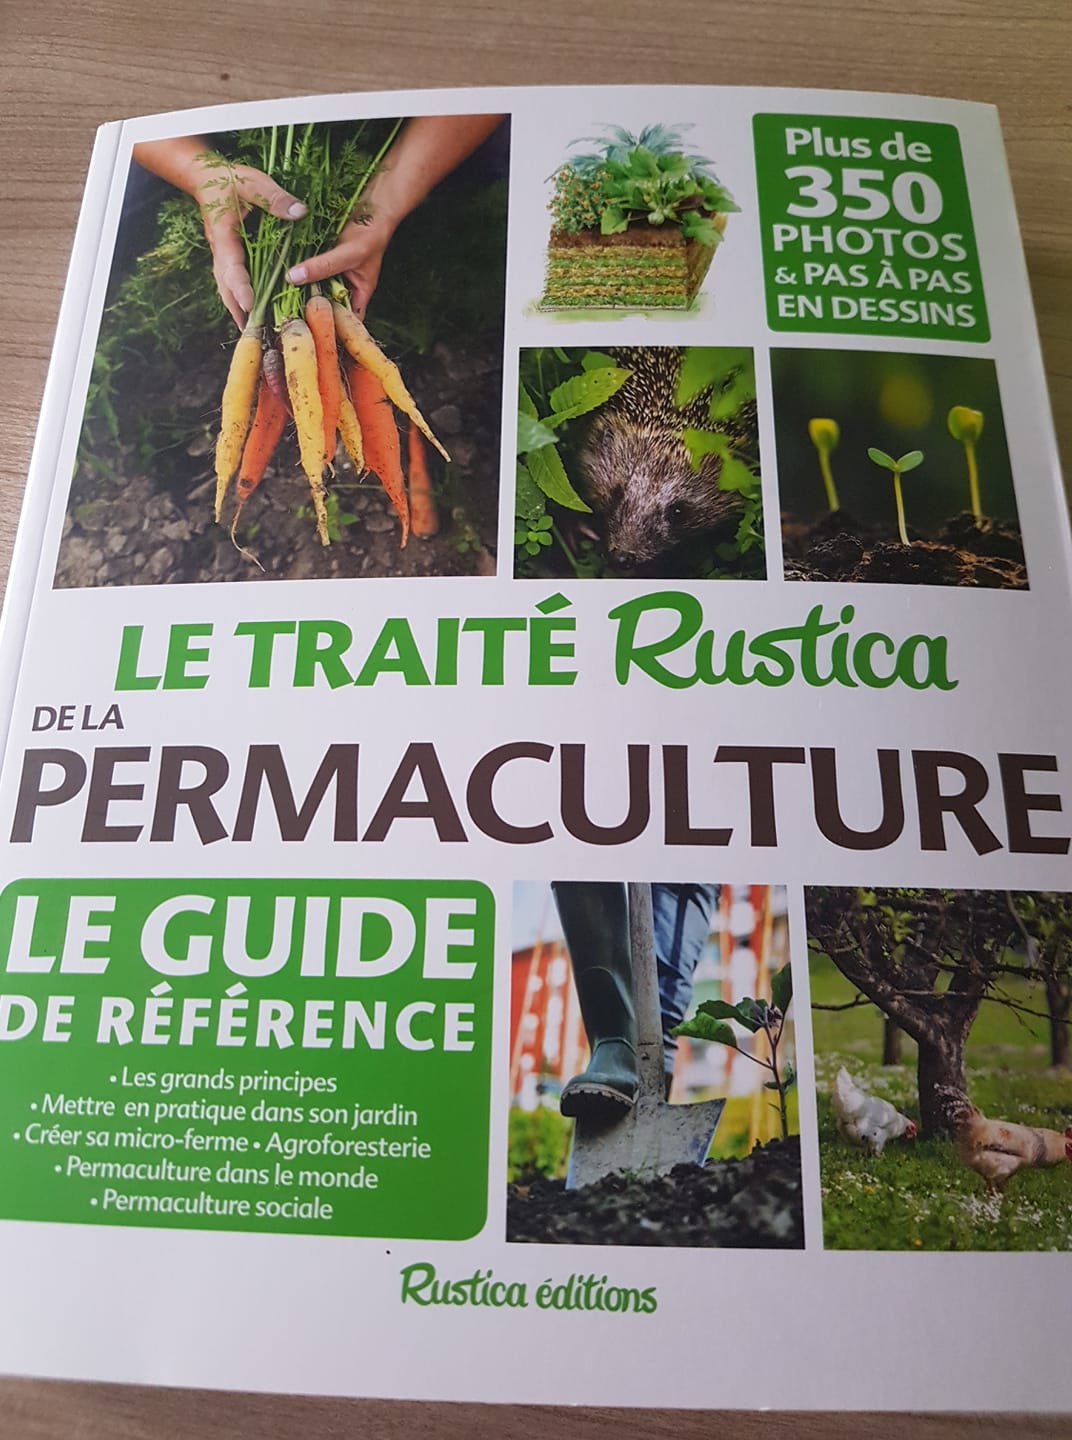 Plus de
350
PHOTOS
& PAS À PAS
EN DESSINS
LE TRAITÉ Rustica
DE LA
PERMACULTURE
LE GUIDE
DE RÉFÉRENCE
• Les grands principes
• Mettre en pratique dans son jardin
• Créer sa micro-ferme • Agroforesterie
• Permaculture dans le monde
• Permaculture sociale
Rustica éditions